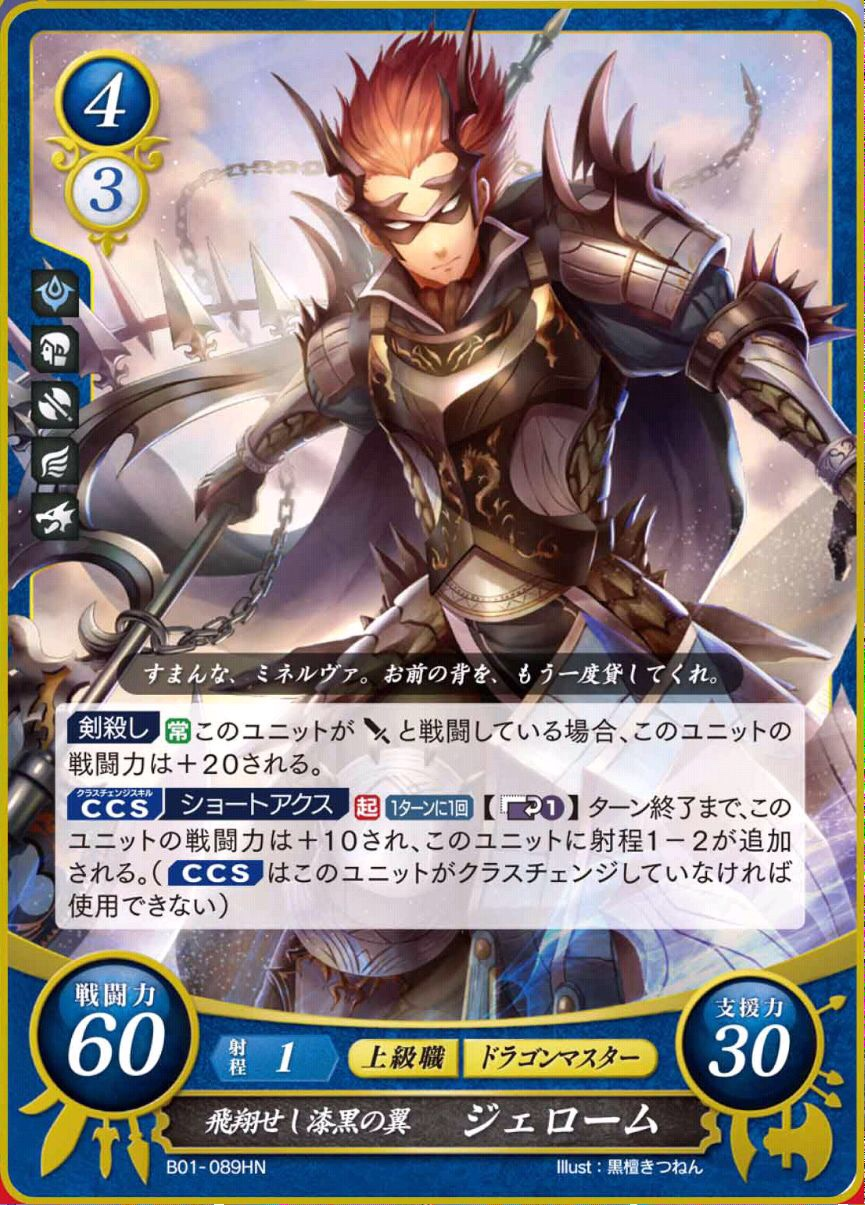 4
3
すまんな、ミネルヴァ。お前の背を、もう一度貸してくれ。
剣殺し 常 このユニットが と戦闘している場合、このユニットの
戦闘力は＋20される。
クラスチェンジスキル
CCS ショートアクス 起 1ターンに1回 【 1】ターン終了まで、この
ユニットの戦闘力は＋10され、このユニットに射程1－2が追加
される。（ CCS はこのユニットがクラスチェンジしていなければ
使用できない）
戦闘力
60
射程 1
上級職 ドラゴンマスター
支援力
30
飛翔せし漆黒の翼 ジェローム
B01-089HN
Illust：黒檀きつねん